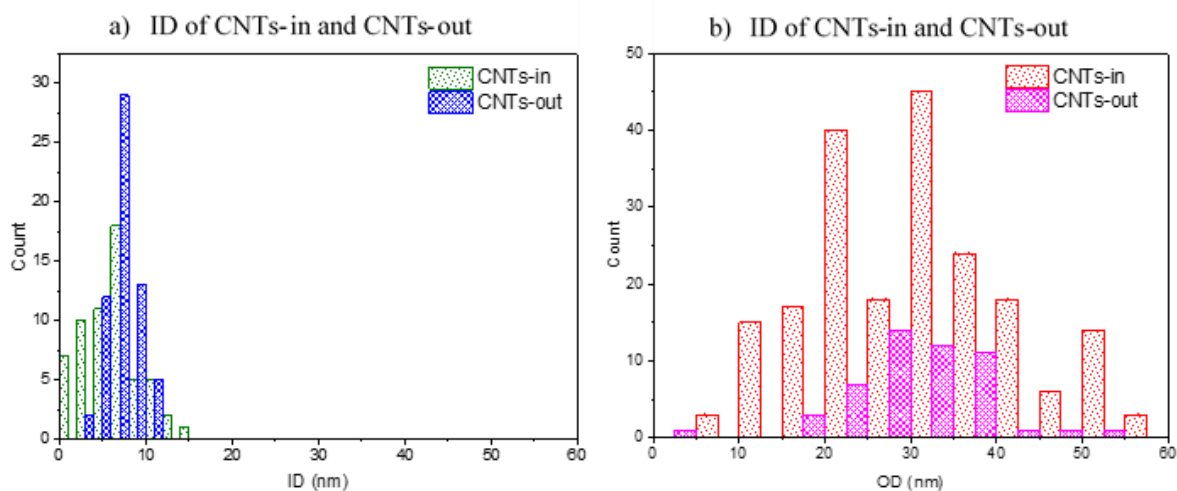 a) ID of CNTs-in and CNTs-out
CNTs-in
CNTs-out
30
25
20
15
10
5
0
Count
0 10 20 30 40 50 60
ID (nm)
b) ID of CNTs-in and CNTs-out
CNTs-in
CNTs-out
50
40
30
20
10
0
Count
0 10 20 30 40 50 60
OD (nm)